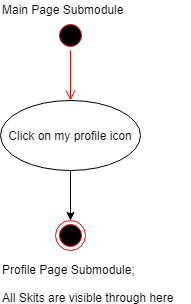 Main Page Submodule
Click on my profile icon
Profile Page Submodule;
All Skits are visible through here